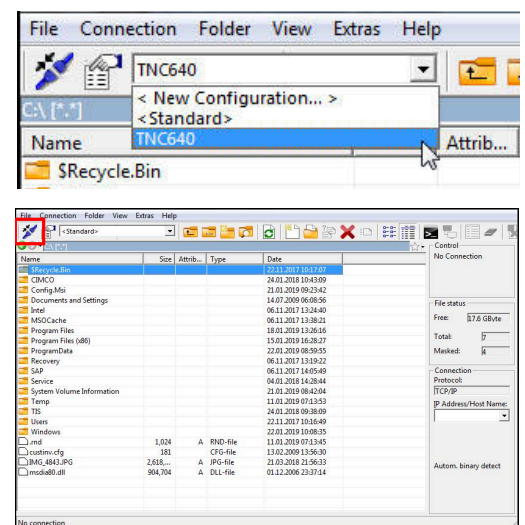 File Connection Folder View Extras Help
TNC640
< New Configuration... >
<Standard>
TNC640
C:\ [*.*]
Name Attrib...
$Recycle.Bin
File Connection Folder View Extras Help
<Standard>
C:\ [*.*]
Name Size Attrib... Type Date
$Recycle.Bin 22.11.2017 10:17:07
CIMCO 24.01.2018 10:43:09
Config.Msi 21.01.2019 09:23:42
Documents and Settings 14.07.2009 06:08:56
Intel 06.11.2017 13:24:40
MSOCache 06.11.2017 13:38:21
Program Files 18.01.2019 13:26:16
Program Files (x86) 15.01.2019 16:28:27
ProgramData 22.01.2019 08:59:55
Recovery 06.11.2017 13:19:22
SAP 06.11.2017 14:05:49
Service 04.01.2018 14:28:44
System Volume Information 21.01.2019 08:42:04
Temp 11.01.2019 07:13:53
TIS 24.01.2018 09:38:09
Users 22.11.2017 10:16:49
Windows 22.01.2019 10:08:35
.rnd 1,024 A RND-file 11.01.2019 07:13:45
custinv.cfg 181 CFG-file 13.02.2009 13:56:30
IMG_4843.JPG 2,618,... A JPG-file 21.03.2018 21:56:33
msdia80.dll 904,704 A DLL-file 01.12.2006 23:37:14
Control
No Connection
File status
Free: 17.6 GByte
Total: 7
Masked: 4
Connection
Protocol:
TCP/IP
IP Address/Host Name:
Autom. binary detect
No connection